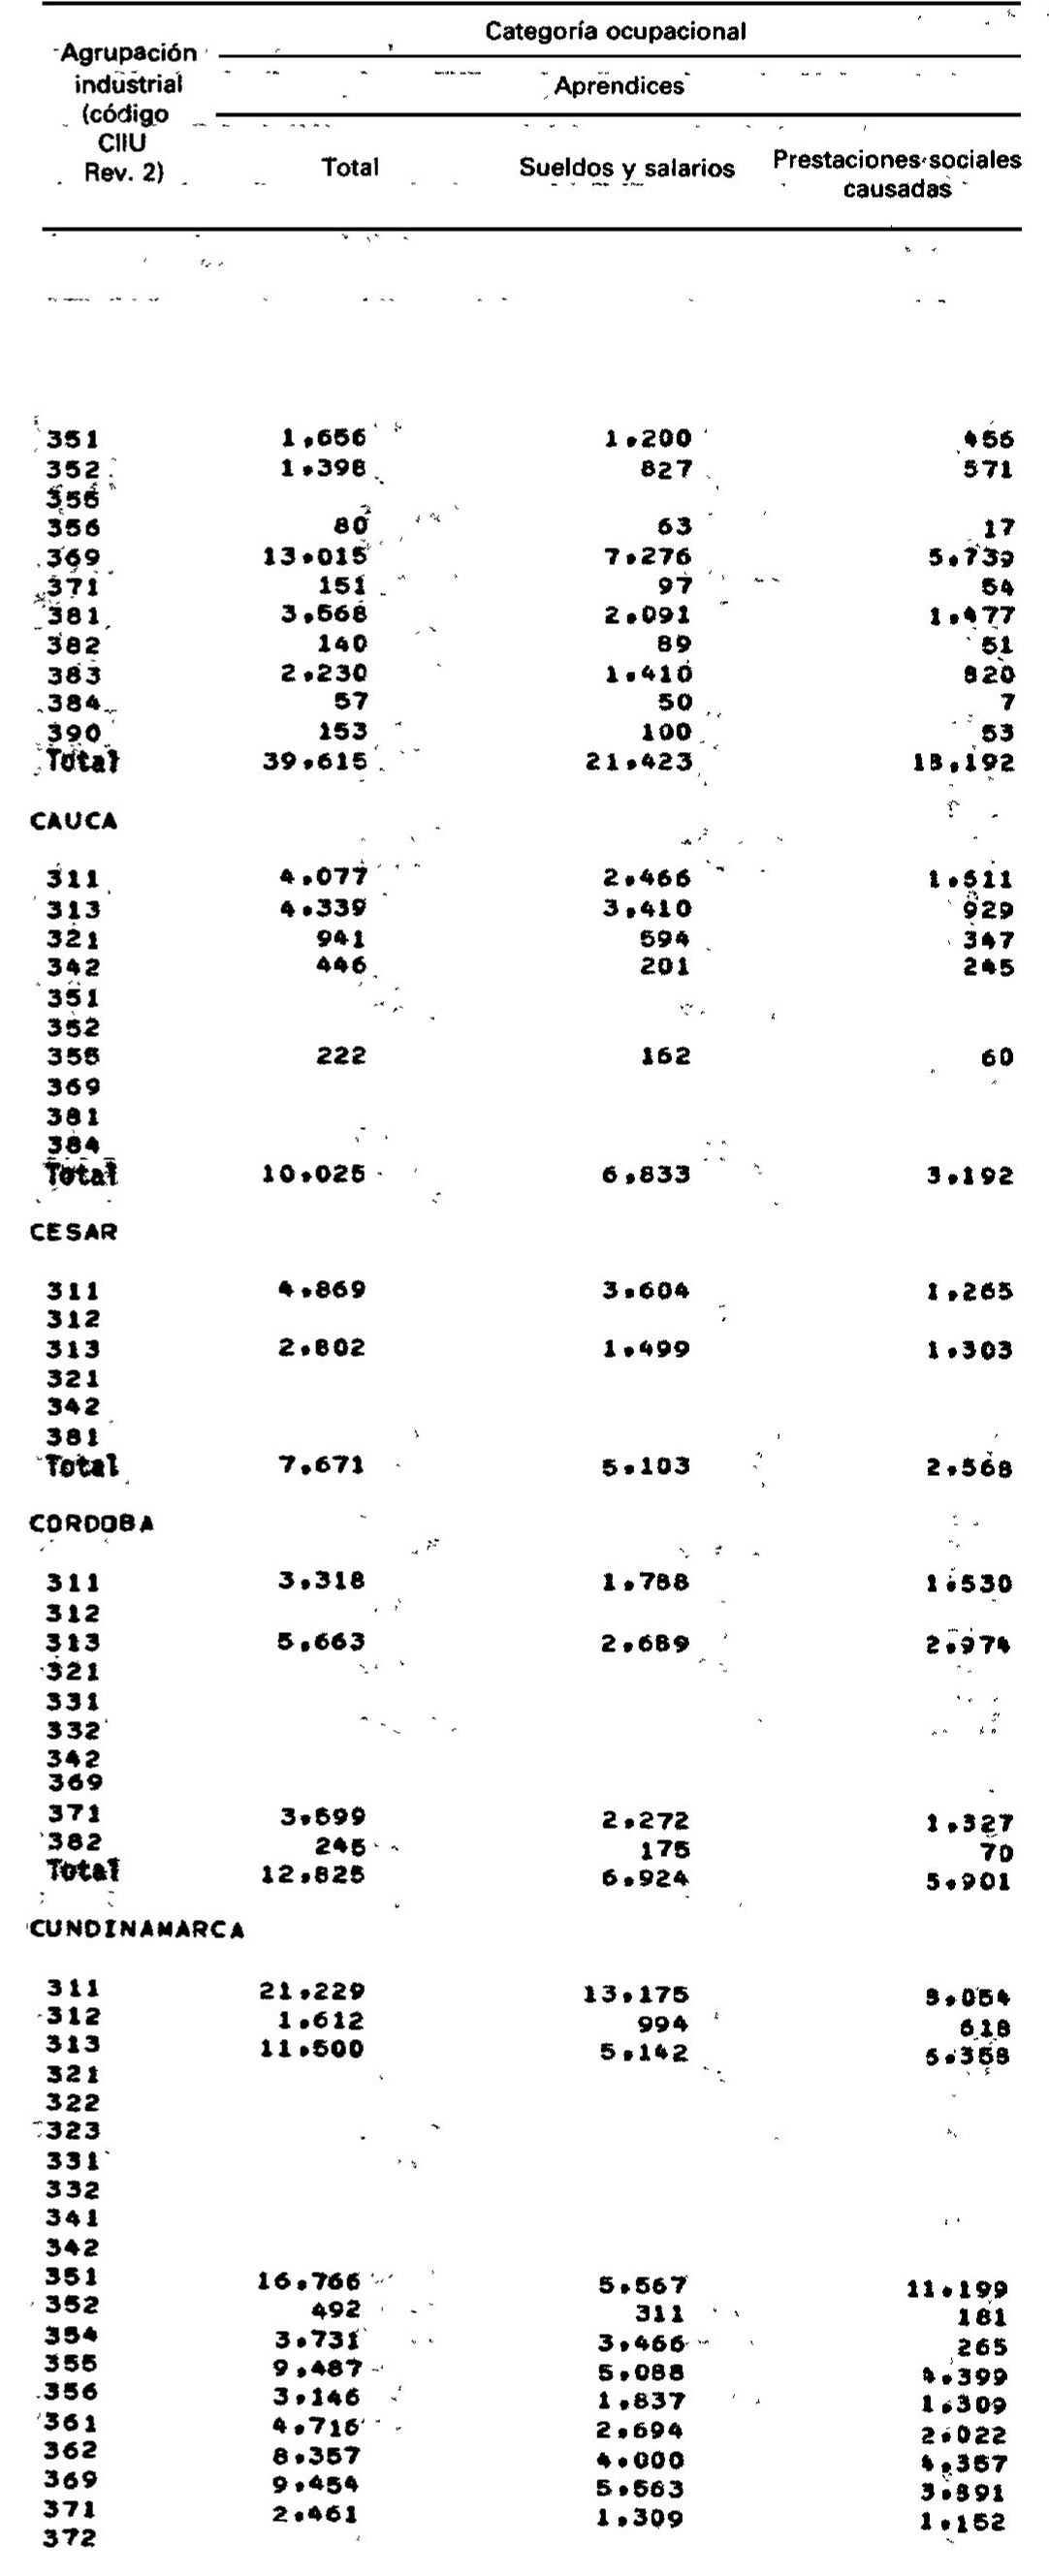 Categoría ocupacional
Agrupación
industrial
(código
CIIU
Rev. 2)
Aprendices
Total Sueldos y salarios Prestaciones sociales
causadas
351 1.656 1.200 456
352 1.398 827 571
355
356 80 63 17
369 13.015 7.276 5.739
371 151 97 54
381 3.568 2.091 1.477
382 140 89 51
383 2.230 1.410 820
384 57 50 7
390 153 100 53
Total 39.615 21.423 18.192
CAUCA
311 4.077 2.466 1.611
313 4.339 3.410 929
321 941 594 347
342 446 201 245
351
352
355 222 162 60
369
381
384
Total 10.025 6.833 3.192
CESAR
311 4.869 3.604 1.265
312
313 2.802 1.499 1.303
321
342
381
Total 7.671 5.103 2.568
CORDOBA
311 3.318 1.788 1.530
312
313 5.663 2.689 2.974
321
331
332
342
369
371 3.599 2.272 1.327
382 245 175 70
Total 12.825 6.924 5.901
CUNDINAMARCA
311 21.229 13.175 8.054
312 1.612 994 618
313 11.500 5.142 6.358
321
322
323
331
332
341
342
351 16.766 5.567 11.199
352 492 311 181
354 3.731 3.466 265
355 9.487 5.088 4.399
356 3.146 1.837 1.309
361 4.716 2.694 2.022
362 8.357 4.000 4.357
369 9.454 5.563 3.891
371 2.461 1.309 1.152
372